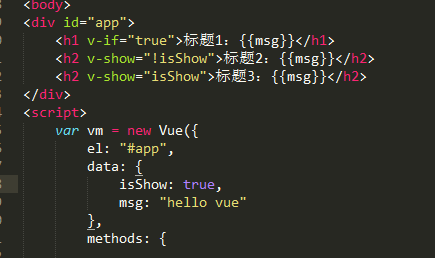 <body>
<div id="app">
<h1 v-if="true">标题1: {{msg}}</h1>
<h2 v-show="!isShow">标题2: {{msg}}</h2>
<h2 v-show="isShow">标题3: {{msg}}</h2>
</div>
<script>
var vm = new Vue({
el: "#app",
data: {
isShow: true,
msg: "hello vue"
},
methods: {